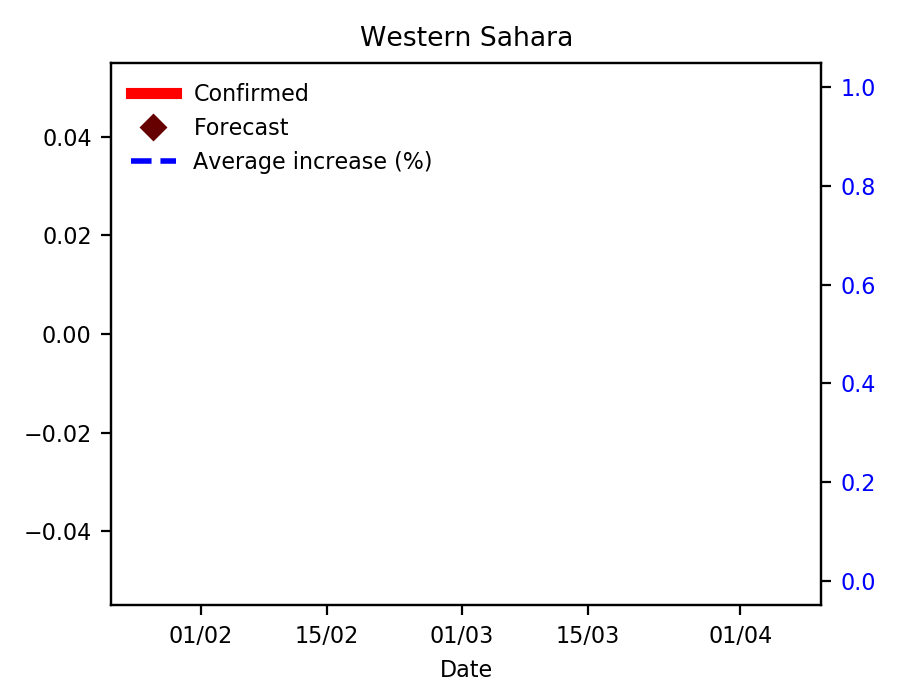 Western Sahara
Confirmed
Forecast
Average increase (%)
0.04
0.02
0.00
−0.02
−0.04
1.0
0.8
0.6
0.4
0.2
0.0
01/02 15/02 01/03 15/03 01/04
Date